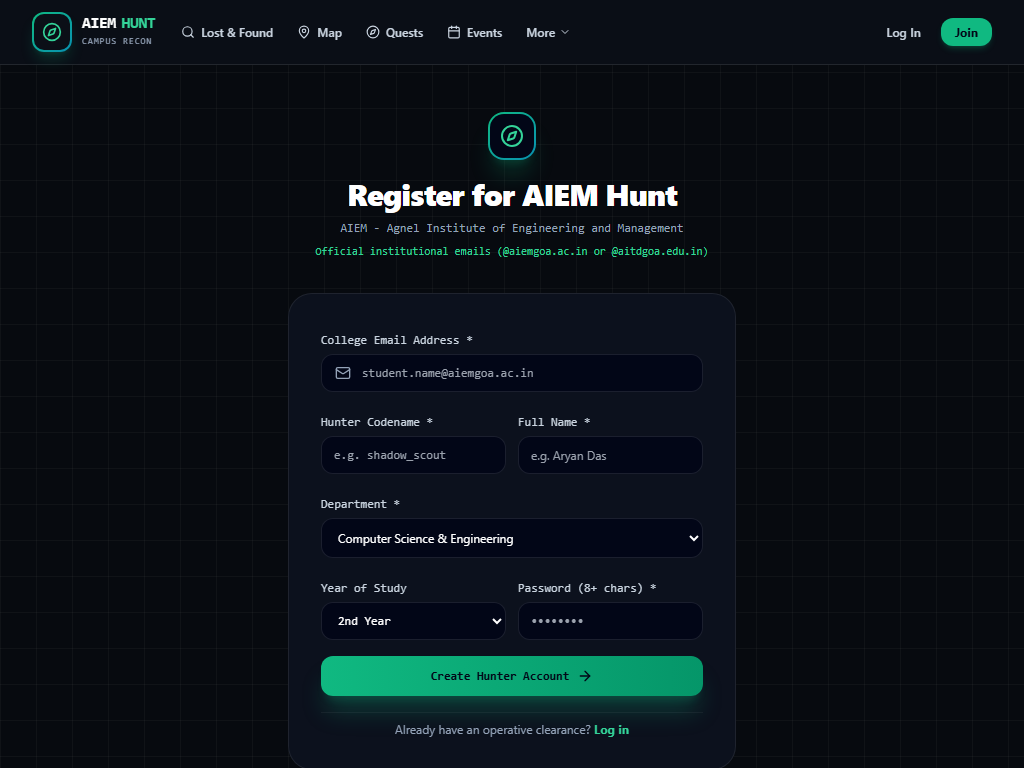 AIEM HUNT
CAMPUS RECON
Lost & Found
Map
Quests
Events
More
Log In
Join
Register for AIEM Hunt
AIEM - Agnel Institute of Engineering and Management
Official institutional emails (@aiemgoa.ac.in or @aitdgoa.edu.in)
College Email Address *
student.name@aiemgoa.ac.in
Hunter Codename *
Full Name *
e.g. shadow_scout
e.g. Aryan Das
Department *
Computer Science & Engineering
Year of Study
Password (8+ chars) *
2nd Year
••••••••
Create Hunter Account →
Already have an operative clearance? Log in